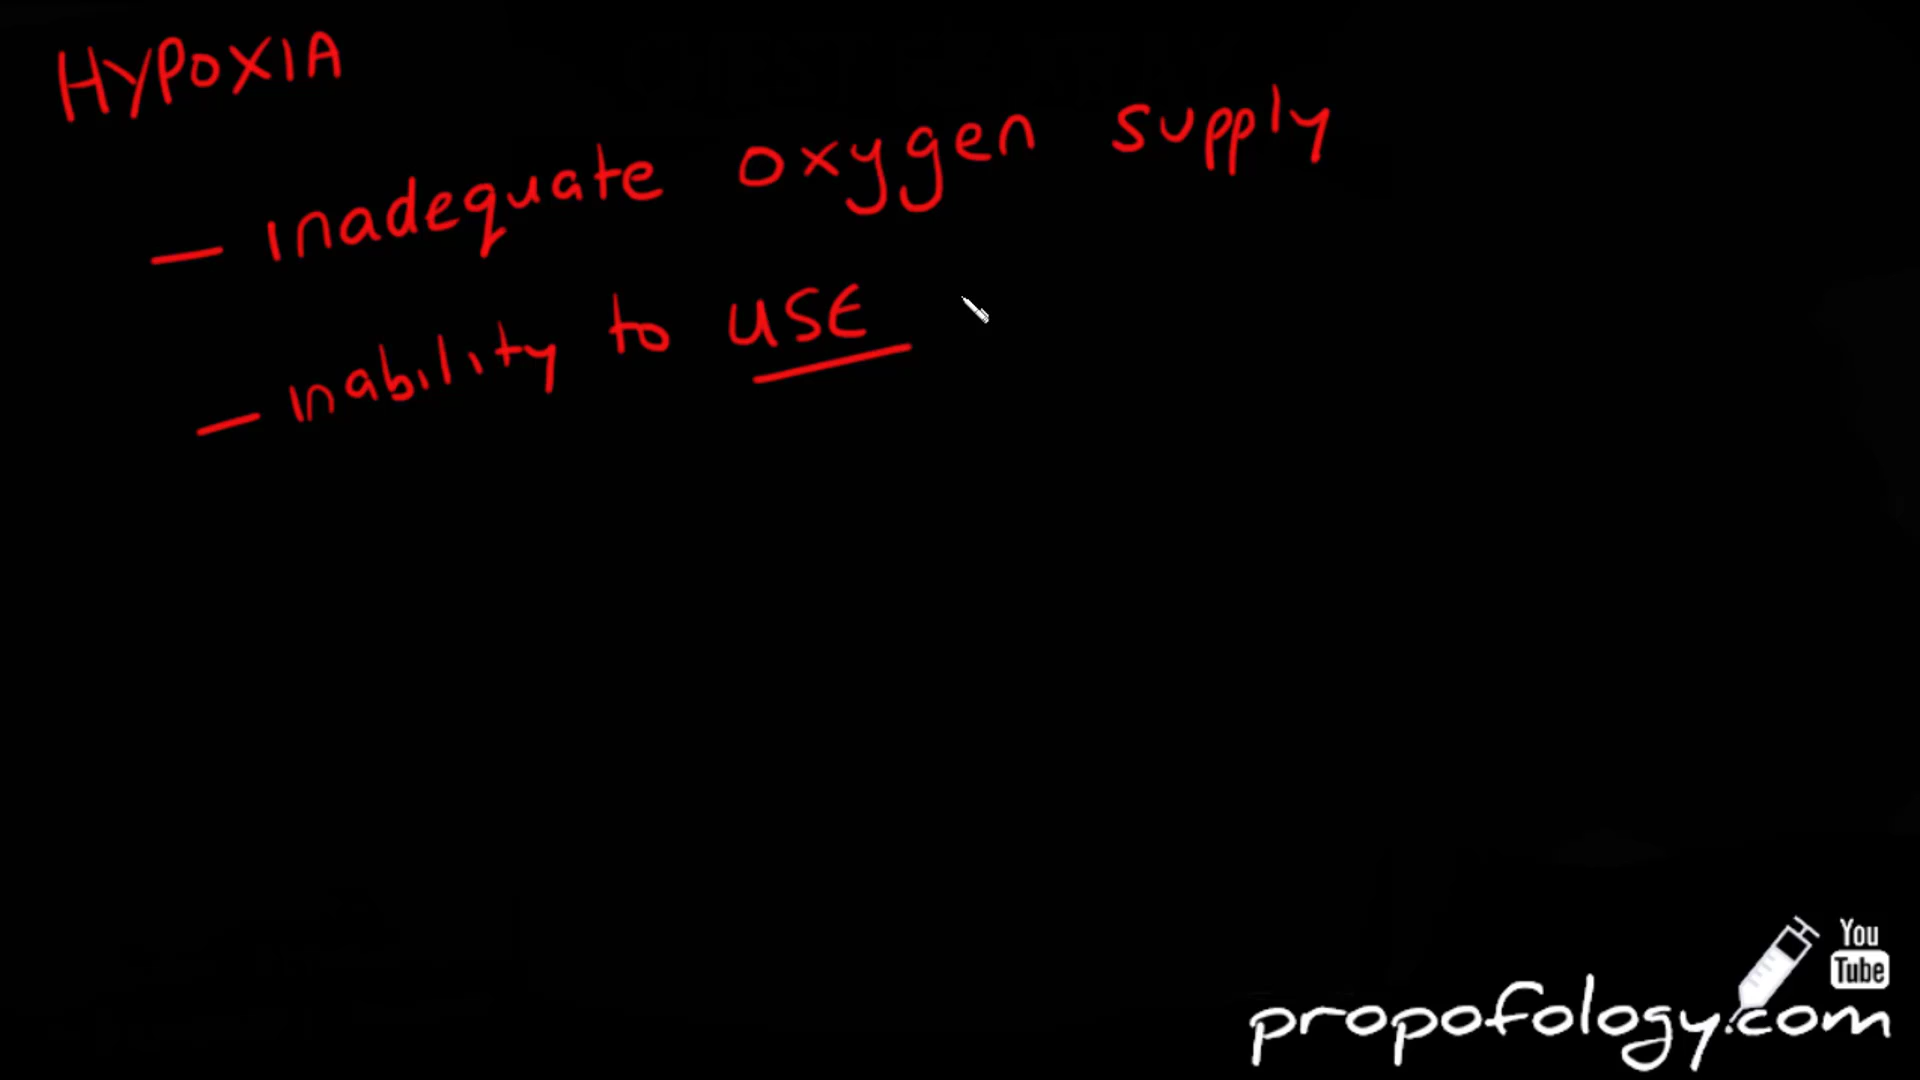 HYPOXIA
— inadequate oxygen supply
— inability to USE
You
Tube
propofology.com